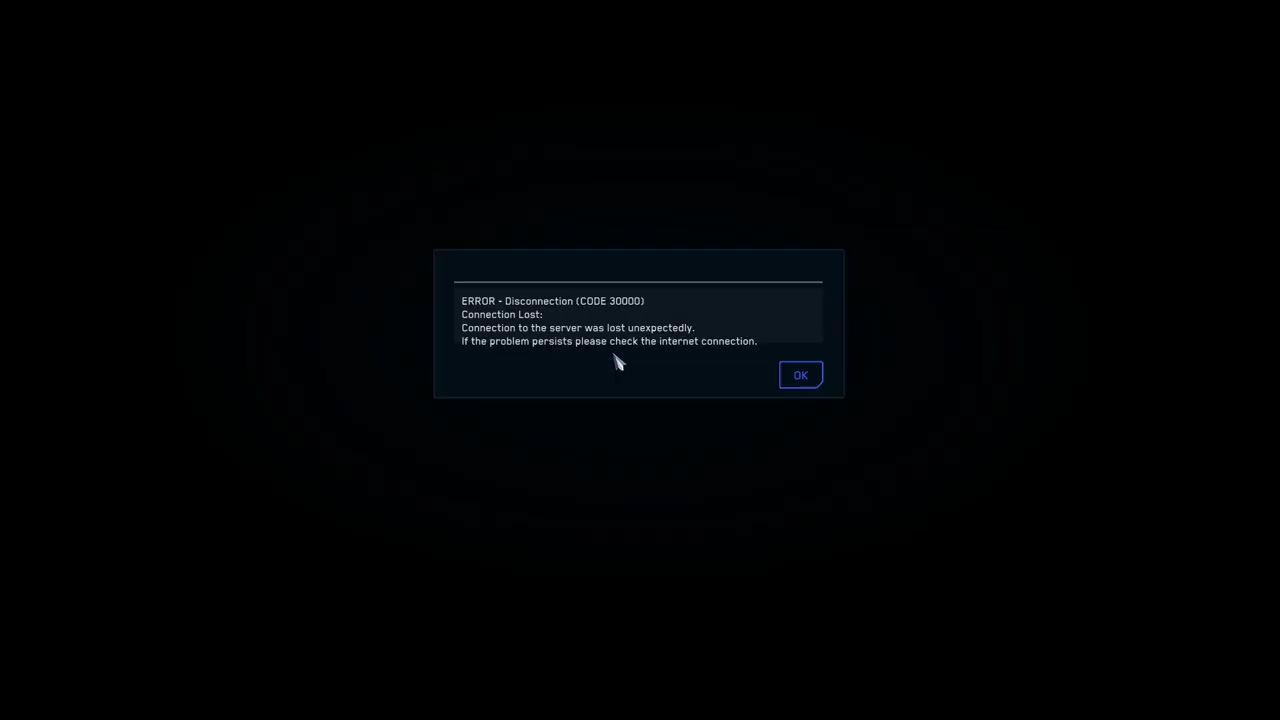 ERROR - Disconnection (CODE 30000)
Connection Lost:
Connection to the server was lost unexpectedly.
If the problem persists please check the internet connection.
OK